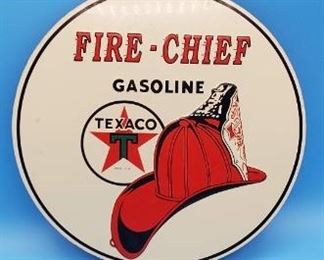 FIRE-CHIEF
GASOLINE
TEXACO
T